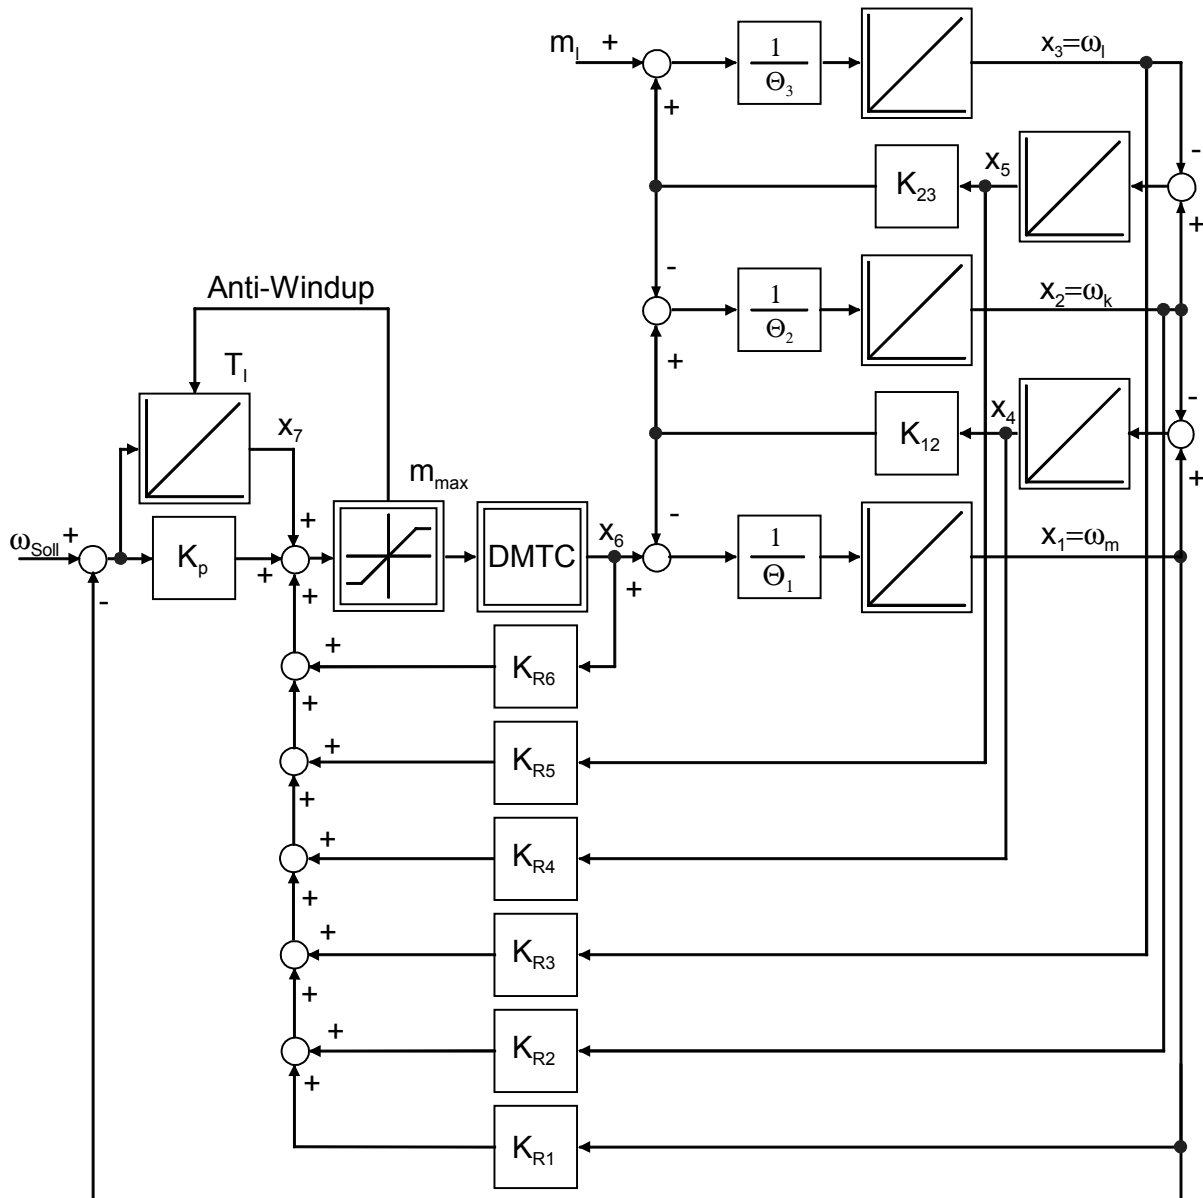 m_l + 1/Θ_3 x_3=ω_l
+ -
K_23 x_5
+
Anti-Windup - 1/Θ_2 x_2=ω_k
+
T_I -
x_7 K_12 x_4
m_max +
ω_Soll + + - x_1=ω_m
K_p + DMTC x_6 1/Θ_1
- + +
+ K_R6
+
+ K_R5
+
+ K_R4
+
+ K_R3
+
+ K_R2
+
K_R1